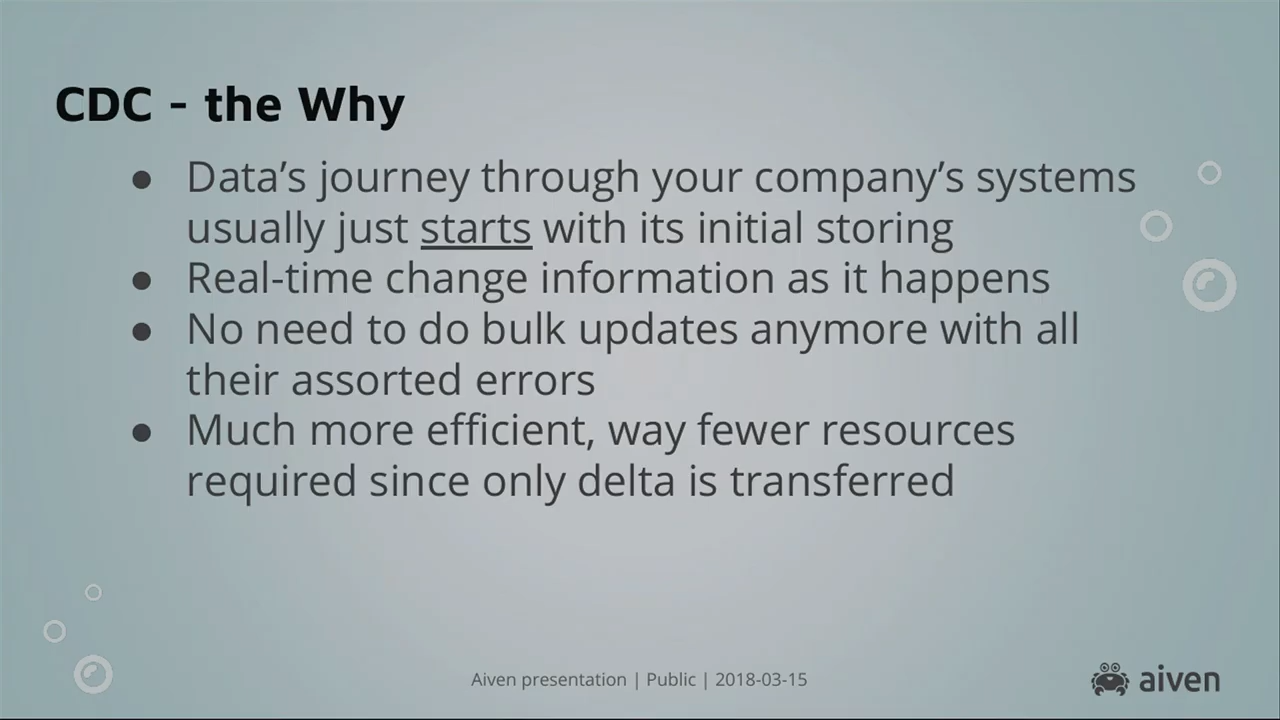 CDC - the Why
● Data’s journey through your company’s systems
usually just starts with its initial storing
● Real-time change information as it happens
● No need to do bulk updates anymore with all
their assorted errors
● Much more efficient, way fewer resources
required since only delta is transferred
Aiven presentation | Public | 2018-03-15
aiven